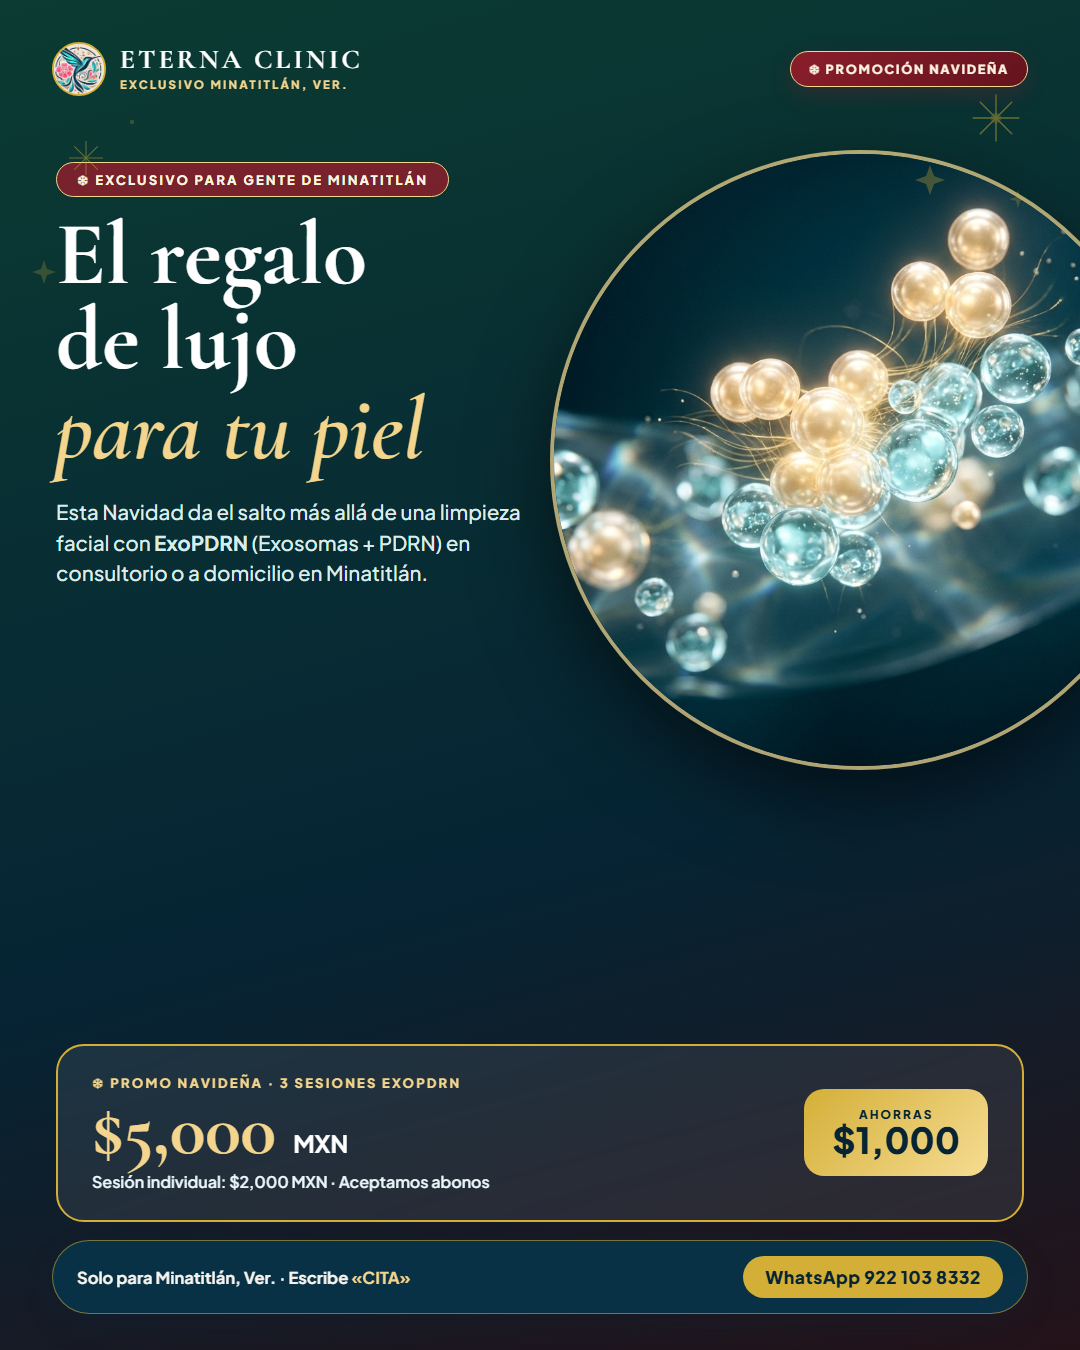 ETERNA CLINIC
EXCLUSIVO MINATITLÁN, VER.
❄ PROMOCIÓN NAVIDEÑA
❄ EXCLUSIVO PARA GENTE DE MINATITLÁN
El regalo
de lujo
para tu piel
Esta Navidad da el salto más allá de una limpieza
facial con ExoPDRN (Exosomas + PDRN) en
consultorio o a domicilio en Minatitlán.
❄ PROMO NAVIDEÑA · 3 SESIONES EXOPDRN
$5,000 MXN
Sesión individual: $2,000 MXN · Aceptamos abonos
AHORRAS
$1,000
Solo para Minatitlán, Ver. · Escribe «CITA»
WhatsApp 922 103 8332